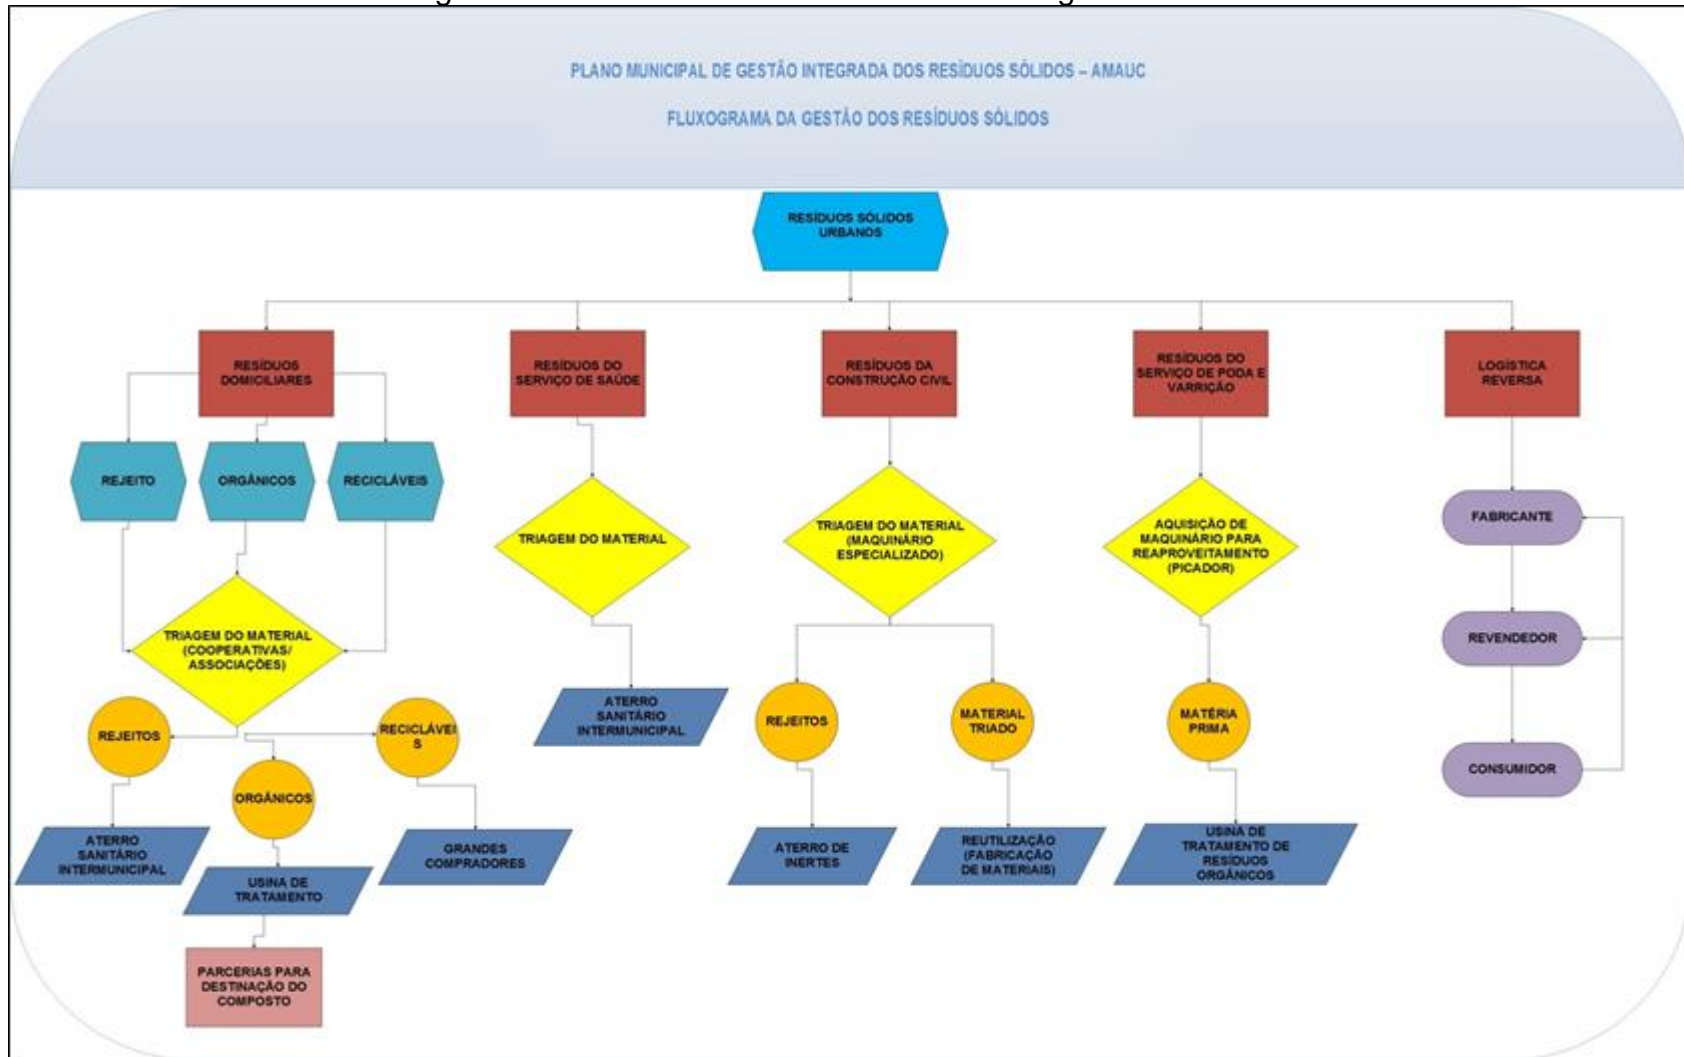 PLANO MUNICIPAL DE GESTÃO INTEGRADA DOS RESÍDUOS SÓLIDOS – AMAUC
FLUXOGRAMA DA GESTÃO DOS RESÍDUOS SÓLIDOS
RESÍDUOS SÓLIDOS
URBANOS
RESÍDUOS
DOMICILIARES
RESÍDUOS DO
SERVIÇO DE SAÚDE
RESÍDUOS DA
CONSTRUÇÃO CIVIL
RESÍDUOS DO
SERVIÇO DE PODA E
VARRIÇÃO
LOGÍSTICA
REVERSA
REJEITO
ORGÂNICOS
RECICLÁVEIS
TRIAGEM DO MATERIAL
(COOPERATIVAS/
ASSOCIAÇÕES)
TRIAGEM DO MATERIAL
TRIAGEM DO MATERIAL
(MAQUINÁRIO
ESPECIALIZADO)
AQUISIÇÃO DE
MAQUINÁRIO PARA
REAPROVEITAMENTO
(PICADOR)
FABRICANTE
REVENDEDOR
CONSUMIDOR
REJEITOS
ORGÂNICOS
RECICLÁVEI
S
ATERRO
SANITÁRIO
INTERMUNICIPAL
REJEITOS
MATERIAL
TRIADO
MATÉRIA
PRIMA
ATERRO
SANITÁRIO
INTERMUNICIPAL
USINA DE
TRATAMENTO
GRANDES
COMPRADORES
ATERRO DE
INERTES
REUTILIZAÇÃO
(FABRICAÇÃO
DE MATERIAIS)
USINA DE
TRATAMENTO DE
RESÍDUOS
ORGÂNICOS
PARCERIAS PARA
DESTINAÇÃO DO
COMPOSTO